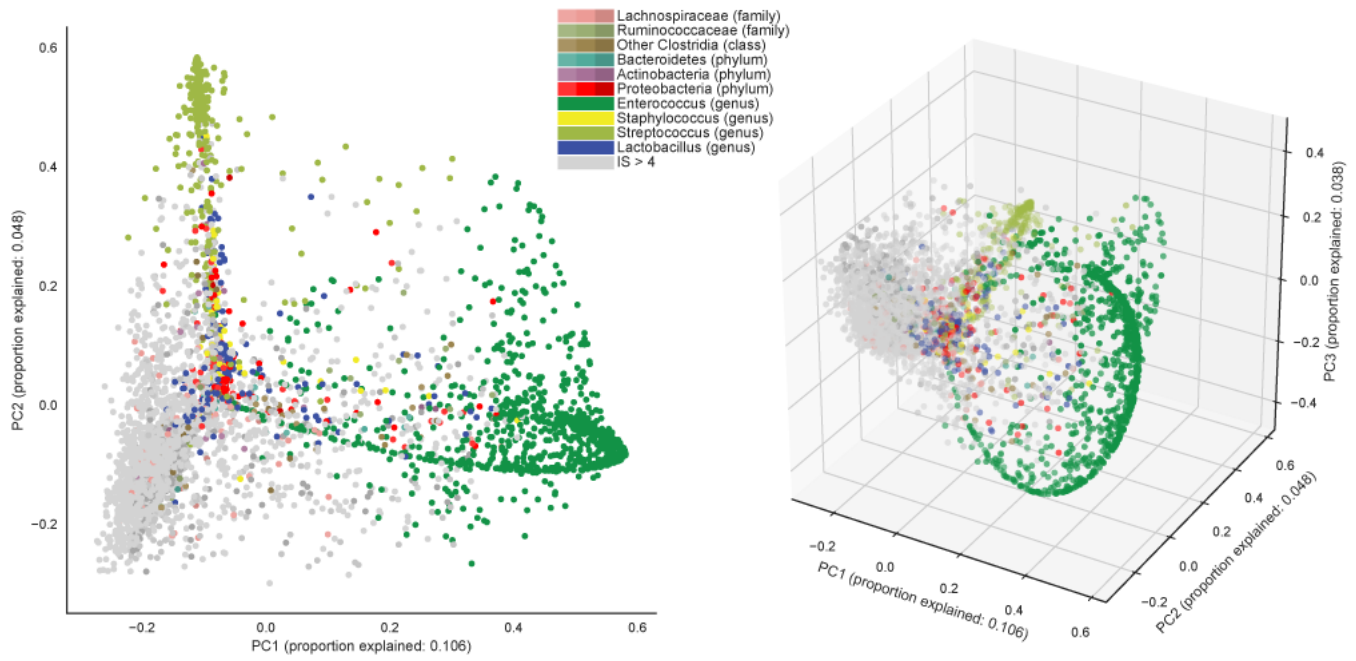 Lachnospiraceae (family)
Ruminococcaceae (family)
Other Clostridia (class)
Bacteroidetes (phylum)
Actinobacteria (phylum)
Proteobacteria (phylum)
Enterococcus (genus)
Staphylococcus (genus)
Streptococcus (genus)
Lactobacillus (genus)
IS > 4
PC2 (proportion explained: 0.048)
0.6
0.4
0.2
0.0
−0.2
−0.2
0.0
0.2
0.4
0.6
PC1 (proportion explained: 0.106)
0.4
0.2
0.0
−0.2
−0.4
PC3 (proportion explained: 0.038)
0.6
0.4
0.2
0.0
−0.2
PC2 (proportion explained: 0.048)
−0.2
0.0
0.2
0.4
0.6
PC1 (proportion explained: 0.106)